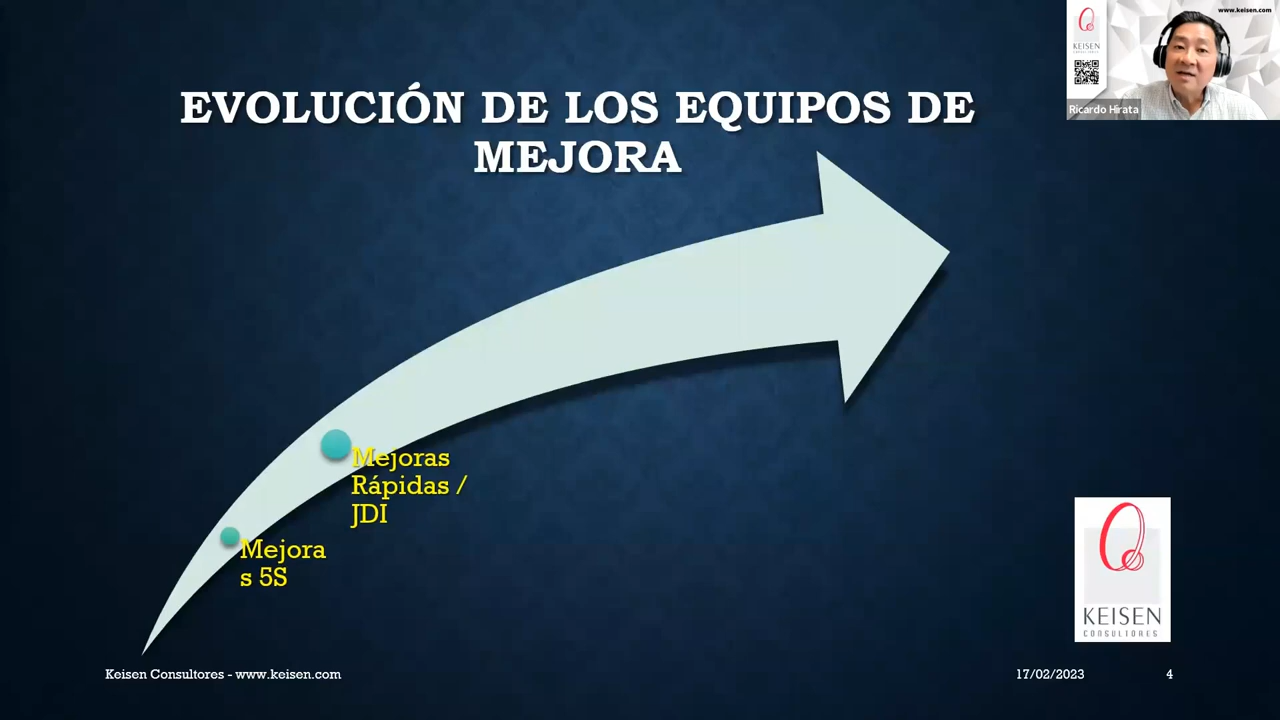 www.keisen.com
KEISEN
CONSULTORES
Ricardo Hirata
EVOLUCIÓN DE LOS EQUIPOS DE
MEJORA
Mejoras
Rápidas /
JDI
Mejora
s 5S
KEISEN
CONSULTORES
Keisen Consultores - www.keisen.com
17/02/2023
4